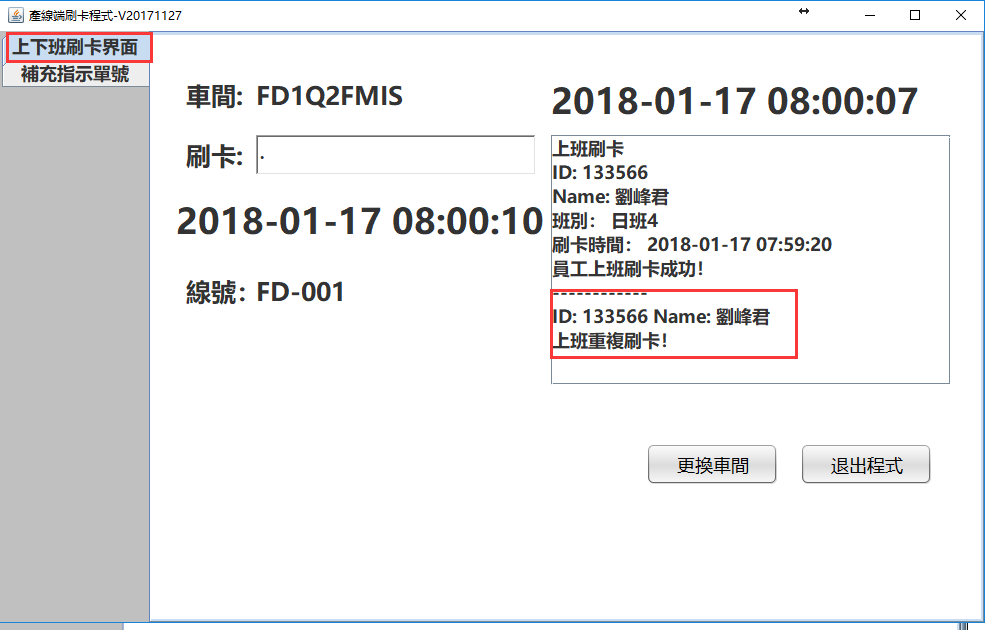 產線端刷卡程式-V20171127
上下班刷卡界面
補充指示單號
車間: FD1Q2FMIS
刷卡: .
2018-01-17 08:00:10
線號: FD-001
2018-01-17 08:00:07
上班刷卡
ID: 133566
Name: 劉峰君
班別: 日班4
刷卡時間: 2018-01-17 07:59:20
員工上班刷卡成功!
------------
ID: 133566 Name: 劉峰君
上班重複刷卡!
更換車間
退出程式